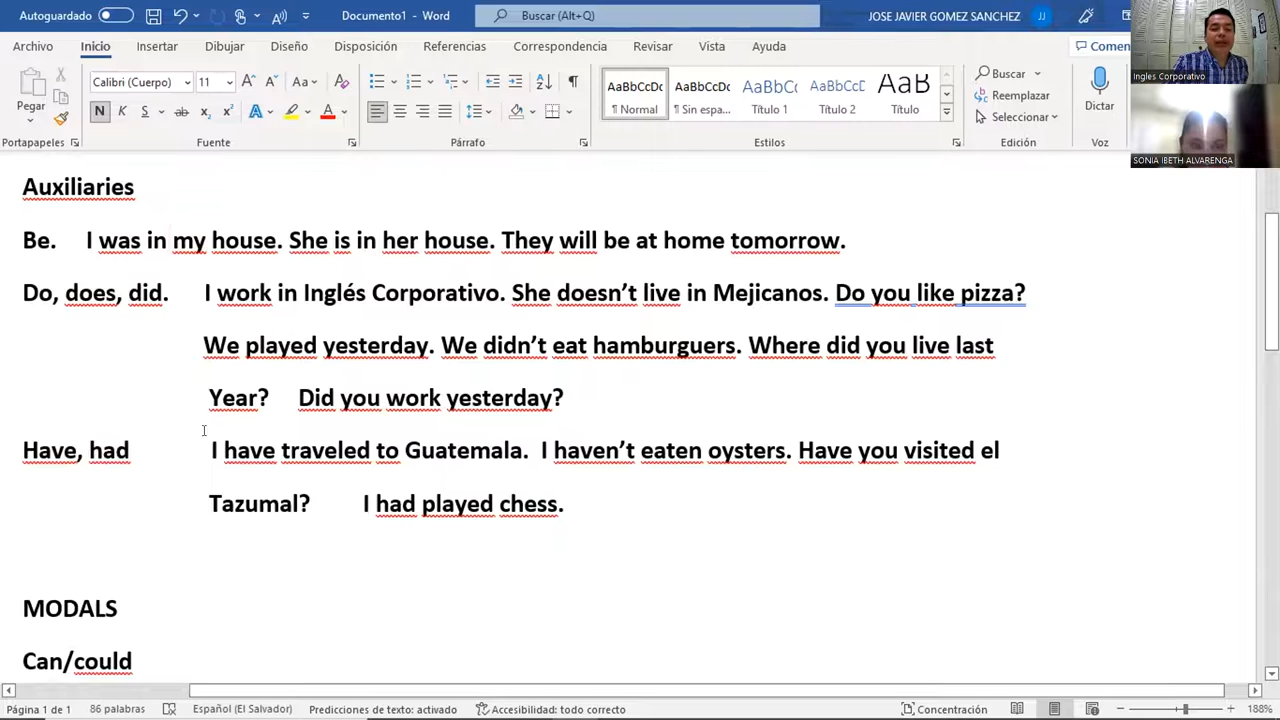 Autoguardado
Documento1 - Word
Buscar (Alt+Q)
JOSE JAVIER GOMEZ SANCHEZ
JJ
Archivo Inicio Insertar Dibujar Diseño Disposición Referencias Correspondencia Revisar Vista Ayuda
Comen
Ingles Corporativo
SONIA IBETH ALVARENGA
Pegar
Calibri (Cuerpo) 11
N K S ab x₂ x²
AaBbCcDc AaBbCcDc AaBbCc AaBbCcD AaB
¶ Normal ¶ Sin espa... Título 1 Título 2 Título
Buscar
Reemplazar
Seleccionar
Dictar
Portapapeles Fuente Párrafo Estilos Edición Voz
Auxiliaries
Be. I was in my house. She is in her house. They will be at home tomorrow.
Do, does, did. I work in Inglés Corporativo. She doesn't live in Mejicanos. Do you like pizza?
We played yesterday. We didn't eat hamburguers. Where did you live last
Year? Did you work yesterday?
Have, had I have traveled to Guatemala. I haven't eaten oysters. Have you visited el
Tazumal? I had played chess.
MODALS
Can/could
Página 1 de 1 86 palabras Español (El Salvador) Predicciones de texto: activado Accesibilidad: todo correcto Concentración 188%